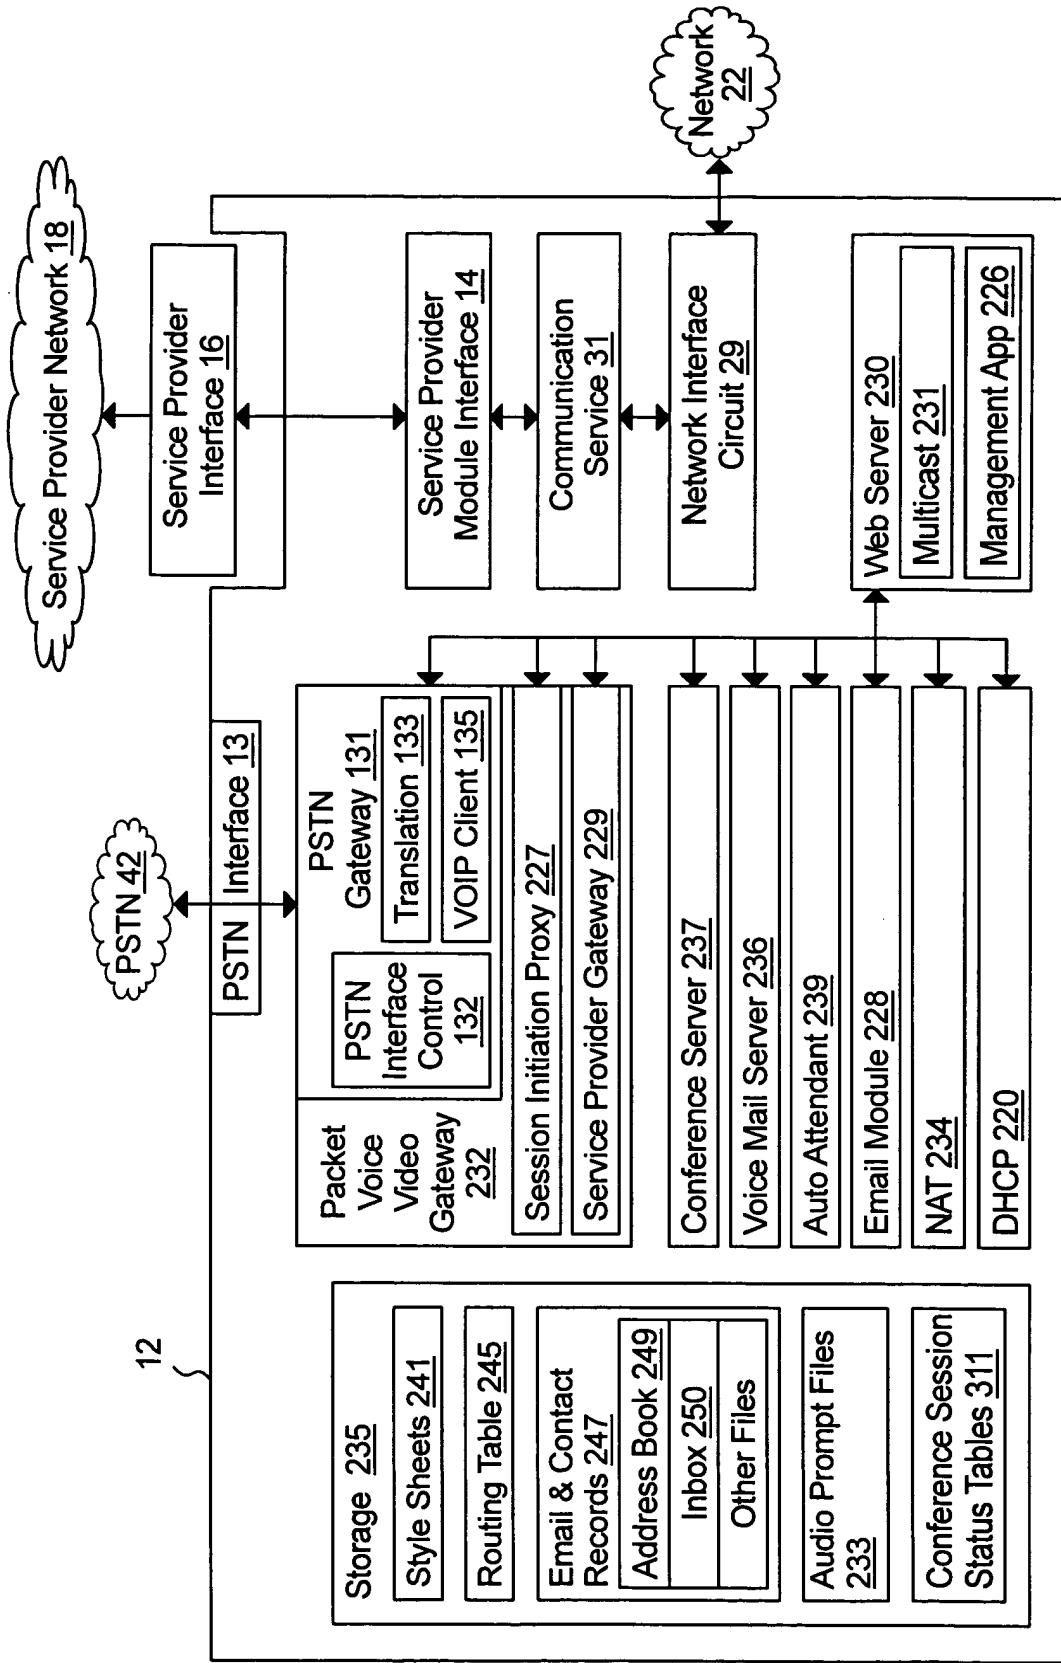 Service Provider Network 18
PSTN 42
Service Provider
Interface 16
12
PSTN Interface 13
Storage 235
Style Sheets 241
Routing Table 245
Email & Contact
Records 247
Address Book 249
Inbox 250
Other Files
Audio Prompt Files
233
Conference Session
Status Tables 311
Packet
Voice
Video
Gateway
232
PSTN
Interface
Control
132
PSTN
Gateway 131
Translation 133
VOIP Client 135
Session Initiation Proxy 227
Service Provider Gateway 229
Conference Server 237
Voice Mail Server 236
Auto Attendant 239
Email Module 228
NAT 234
DHCP 220
Service Provider
Module Interface 14
Communication
Service 31
Network Interface
Circuit 29
Network
22
Web Server 230
Multicast 231
Management App 226